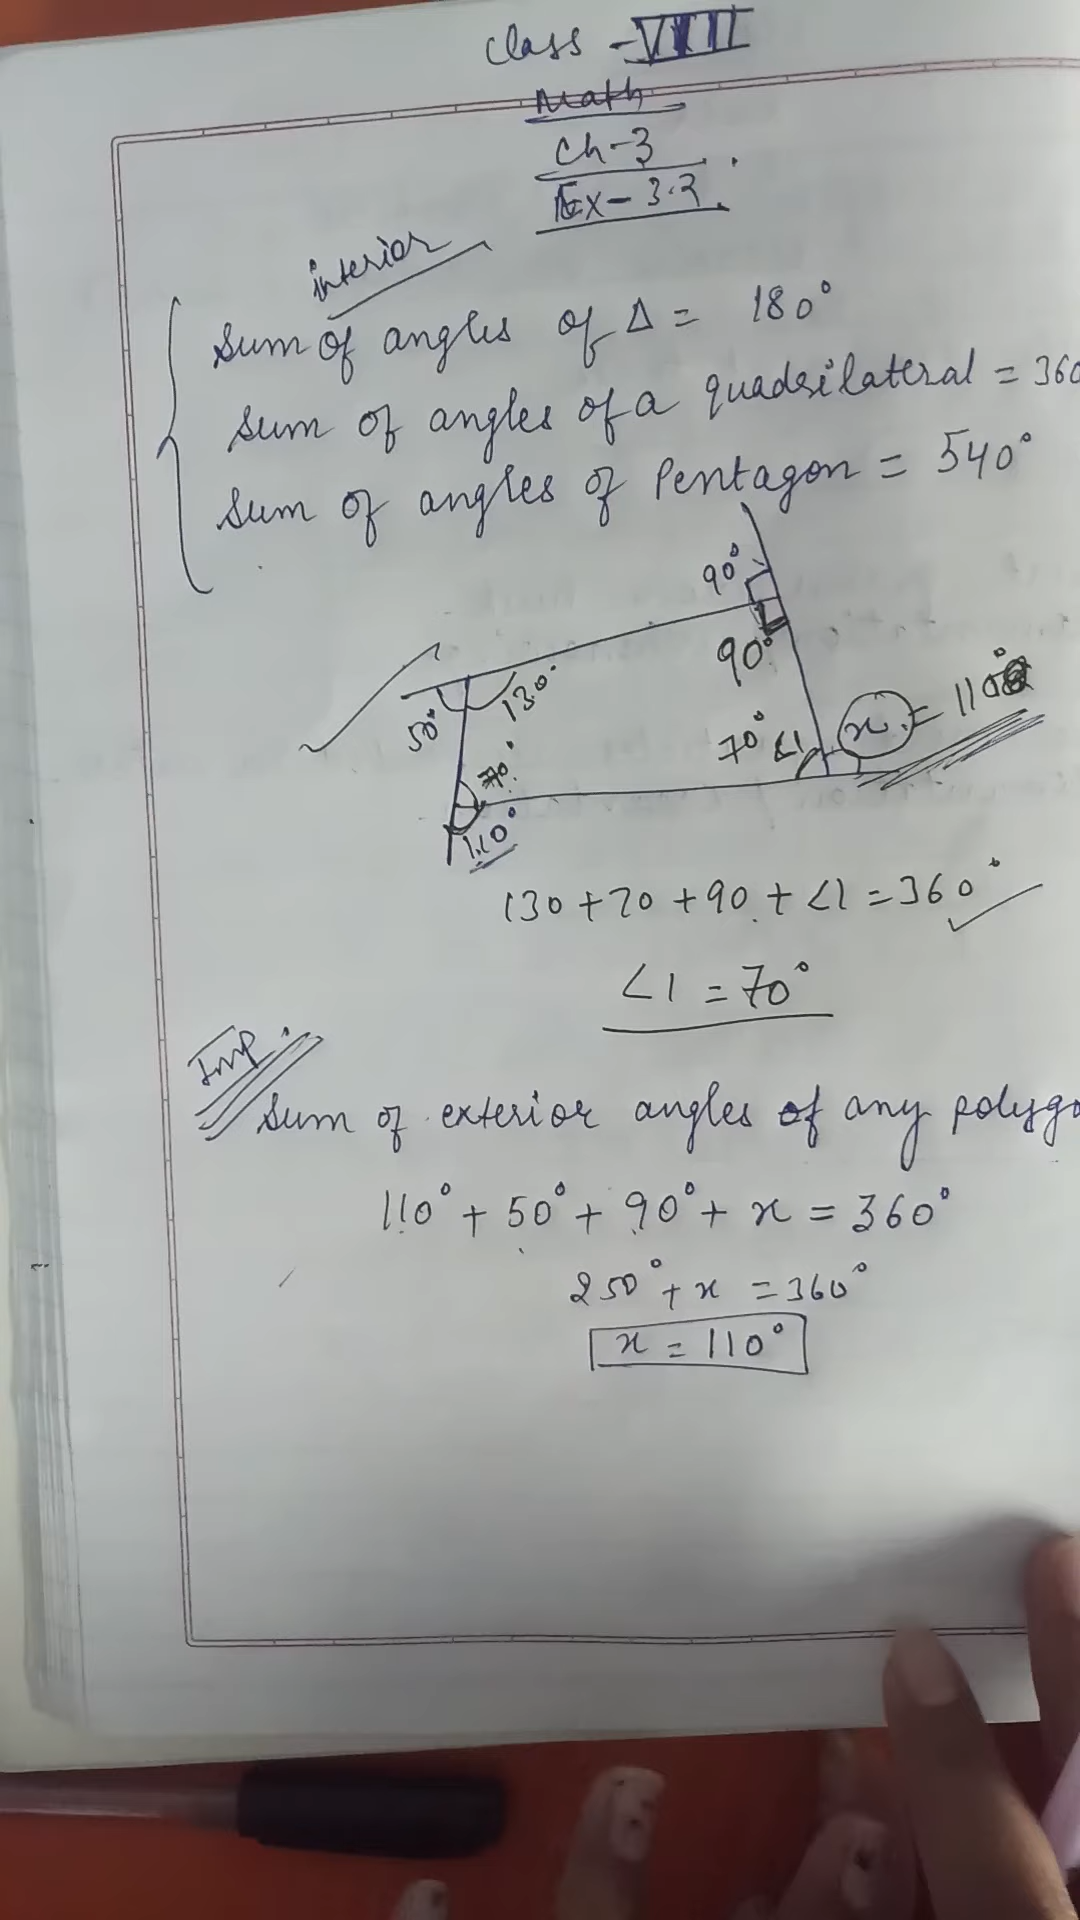 Class - VIII
Math
Ch-3
Ex- 3.2
interior
Sum of angles of Δ = 180°
Sum of angles of a quadrilateral = 360
Sum of angles of Pentagon = 540°
90°
90°
130°
50°
70°
70° ∠1
x = 110°
110°
130 + 70 + 90 + ∠1 = 360°
∠1 = 70°
Imp.
Sum of exterior angles of any polygo
110° + 50° + 90° + x = 360°
250° + x = 360°
x = 110°